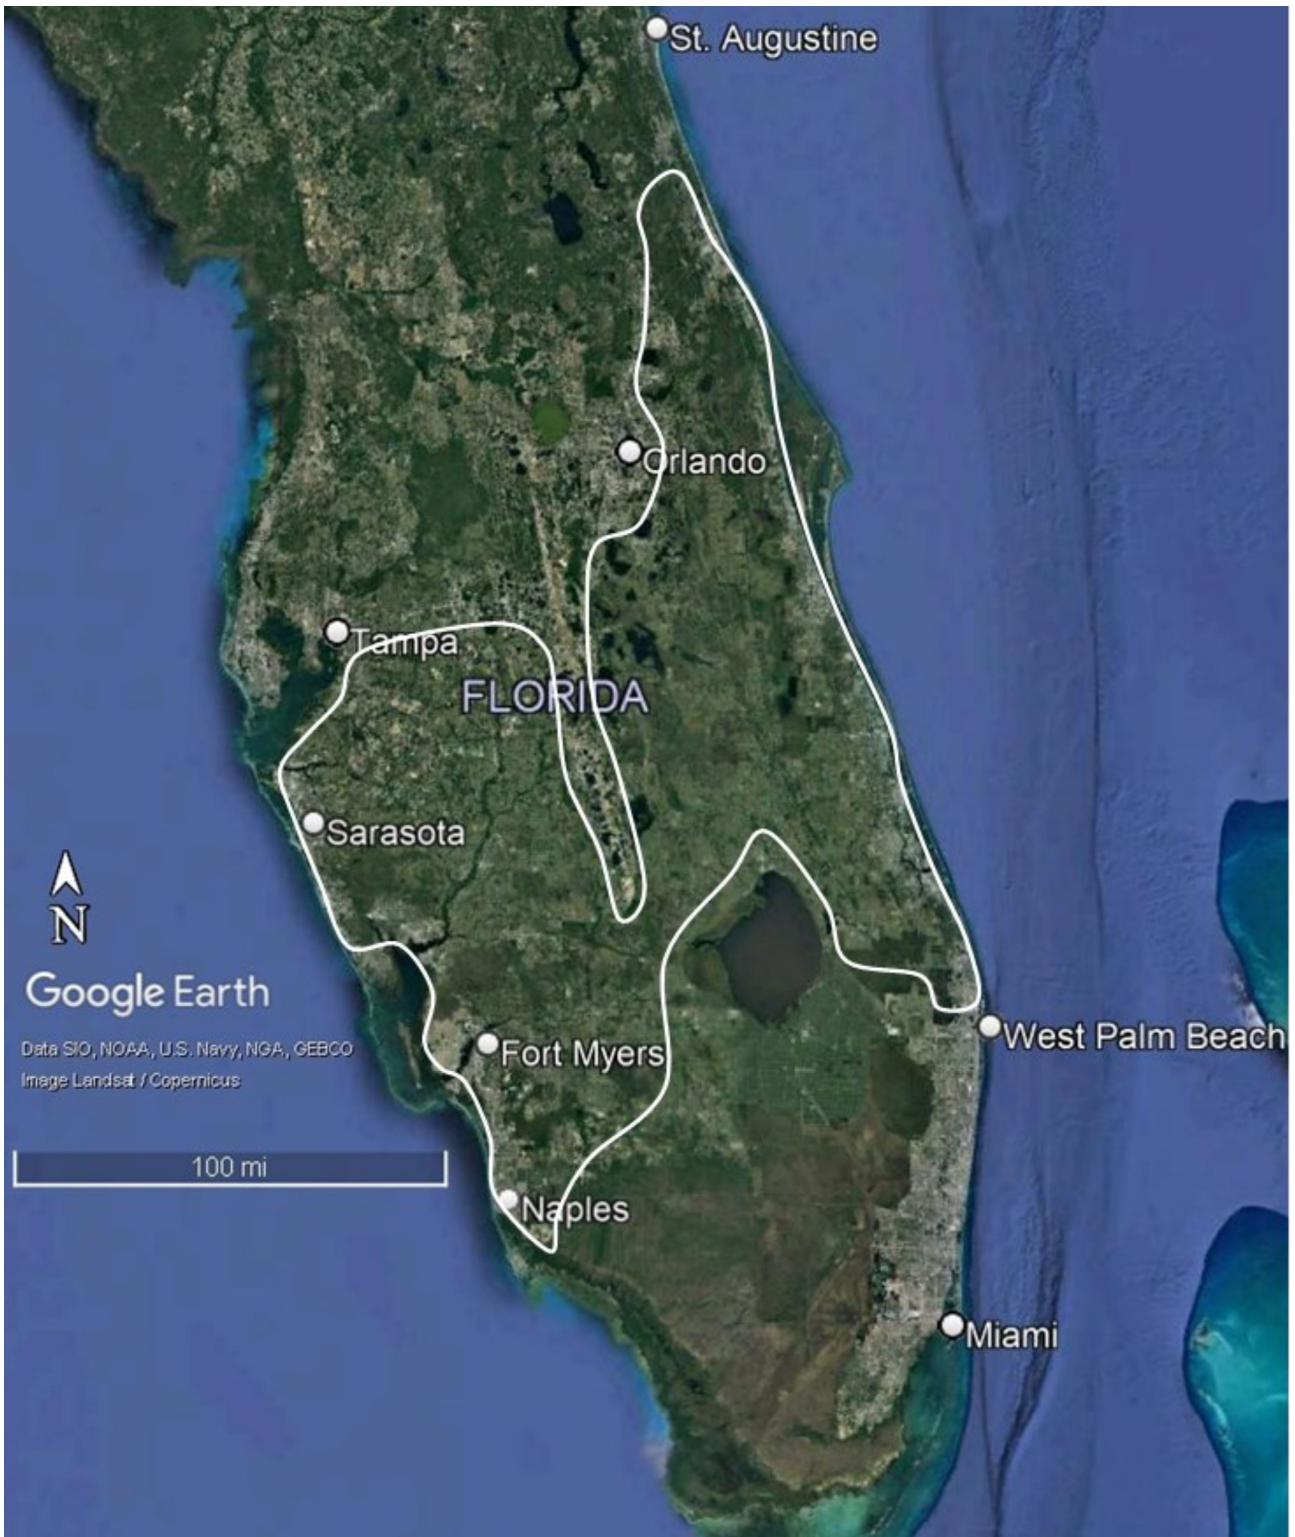 St. Augustine
Orlando
Tampa
FLORIDA
Sarasota
N
Google Earth
Data SIO, NOAA, U.S. Navy, NGA, GEBCO
Image Landsat / Copernicus
West Palm Beach
Fort Myers
100 mi
Naples
Miami